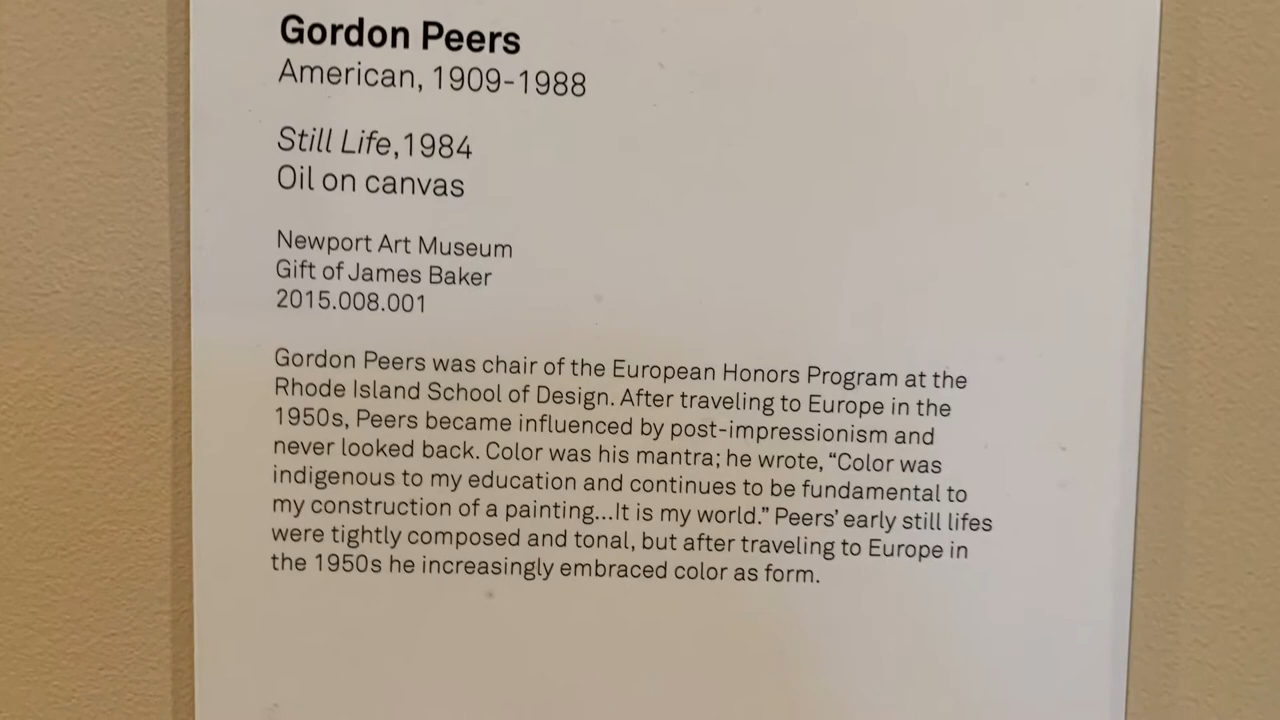 Gordon Peers
American, 1909-1988
Still Life,1984
Oil on canvas
Newport Art Museum
Gift of James Baker
2015.008.001
Gordon Peers was chair of the European Honors Program at the
Rhode Island School of Design. After traveling to Europe in the
1950s, Peers became influenced by post-impressionism and
never looked back. Color was his mantra; he wrote, “Color was
indigenous to my education and continues to be fundamental to
my construction of a painting...It is my world.” Peers’ early still lifes
were tightly composed and tonal, but after traveling to Europe in
the 1950s he increasingly embraced color as form.